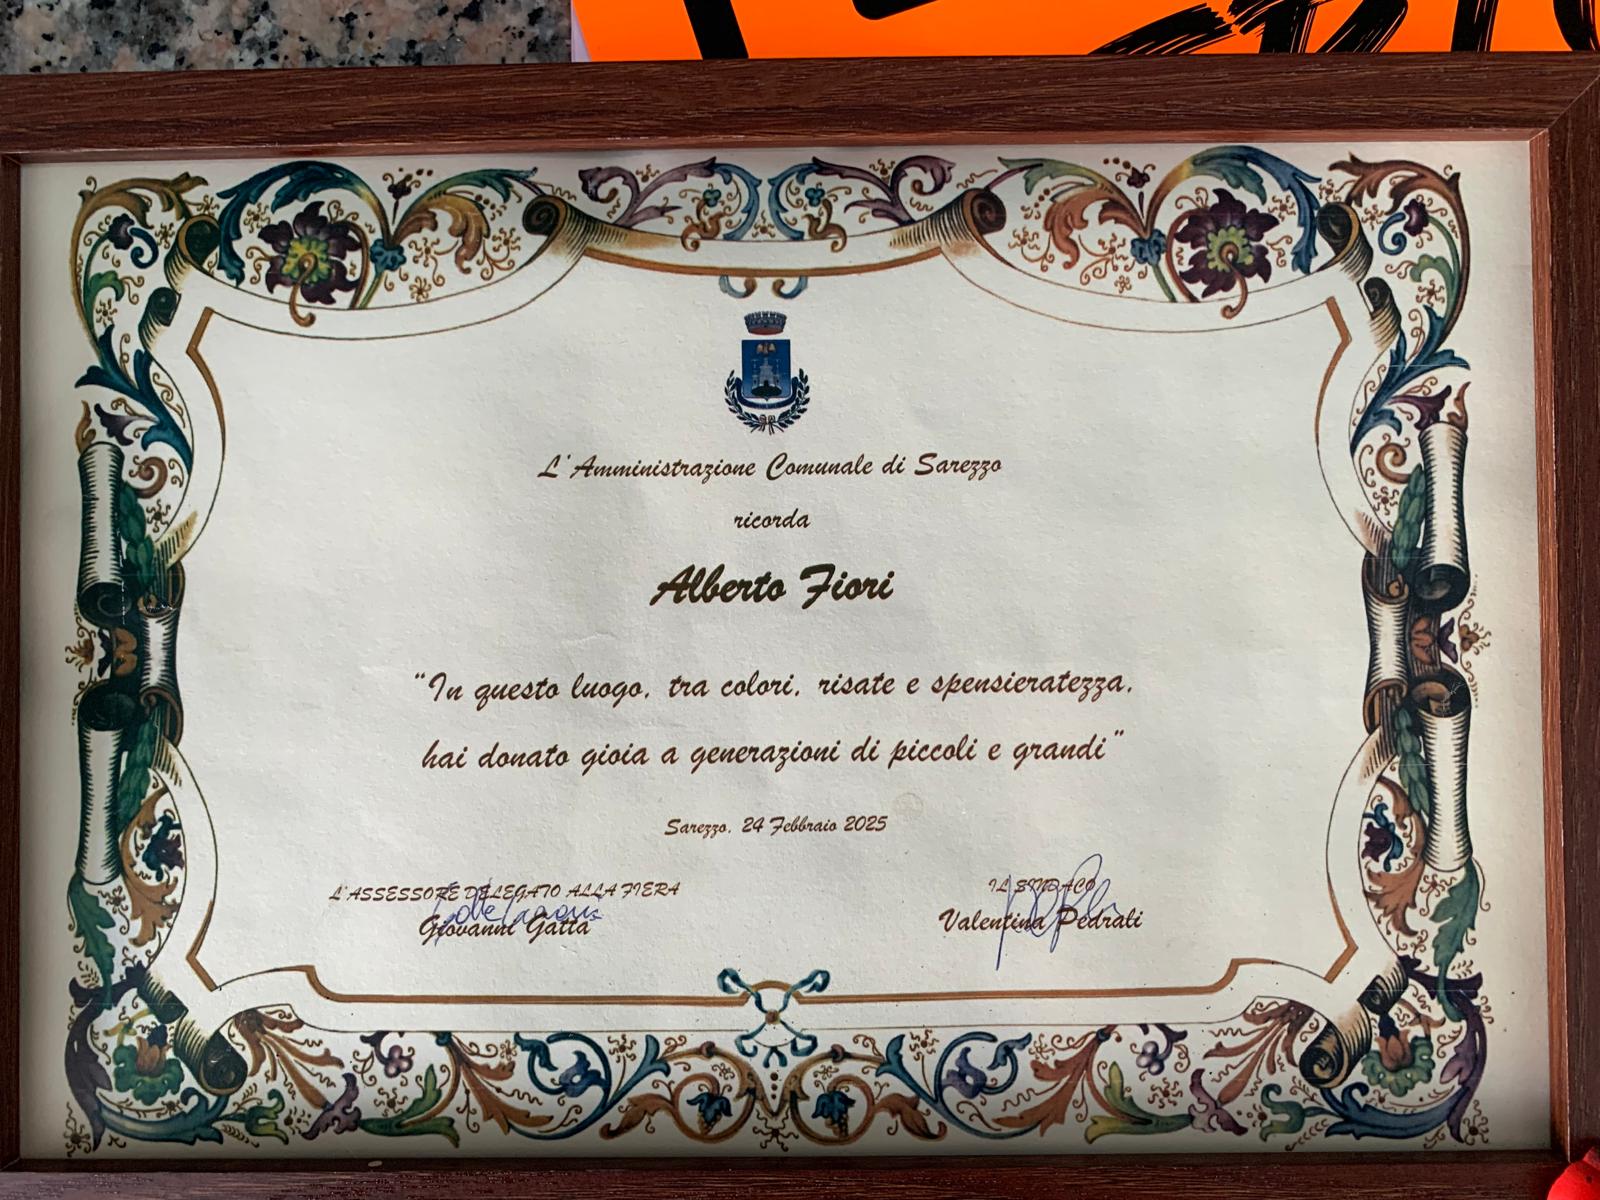 L'Amministrazione Comunale di Sarezzo
ricorda
Alberto Fiori
"In questo luogo, tra colori, risate e spensieratezza,
hai donato gioia a generazioni di piccoli e grandi"
Sarezzo, 24 Febbraio 2025
L'ASSESSORE DELEGATO ALLA FIERA
Giovanni Gatta
IL SINDACO
Valentina Pedrali